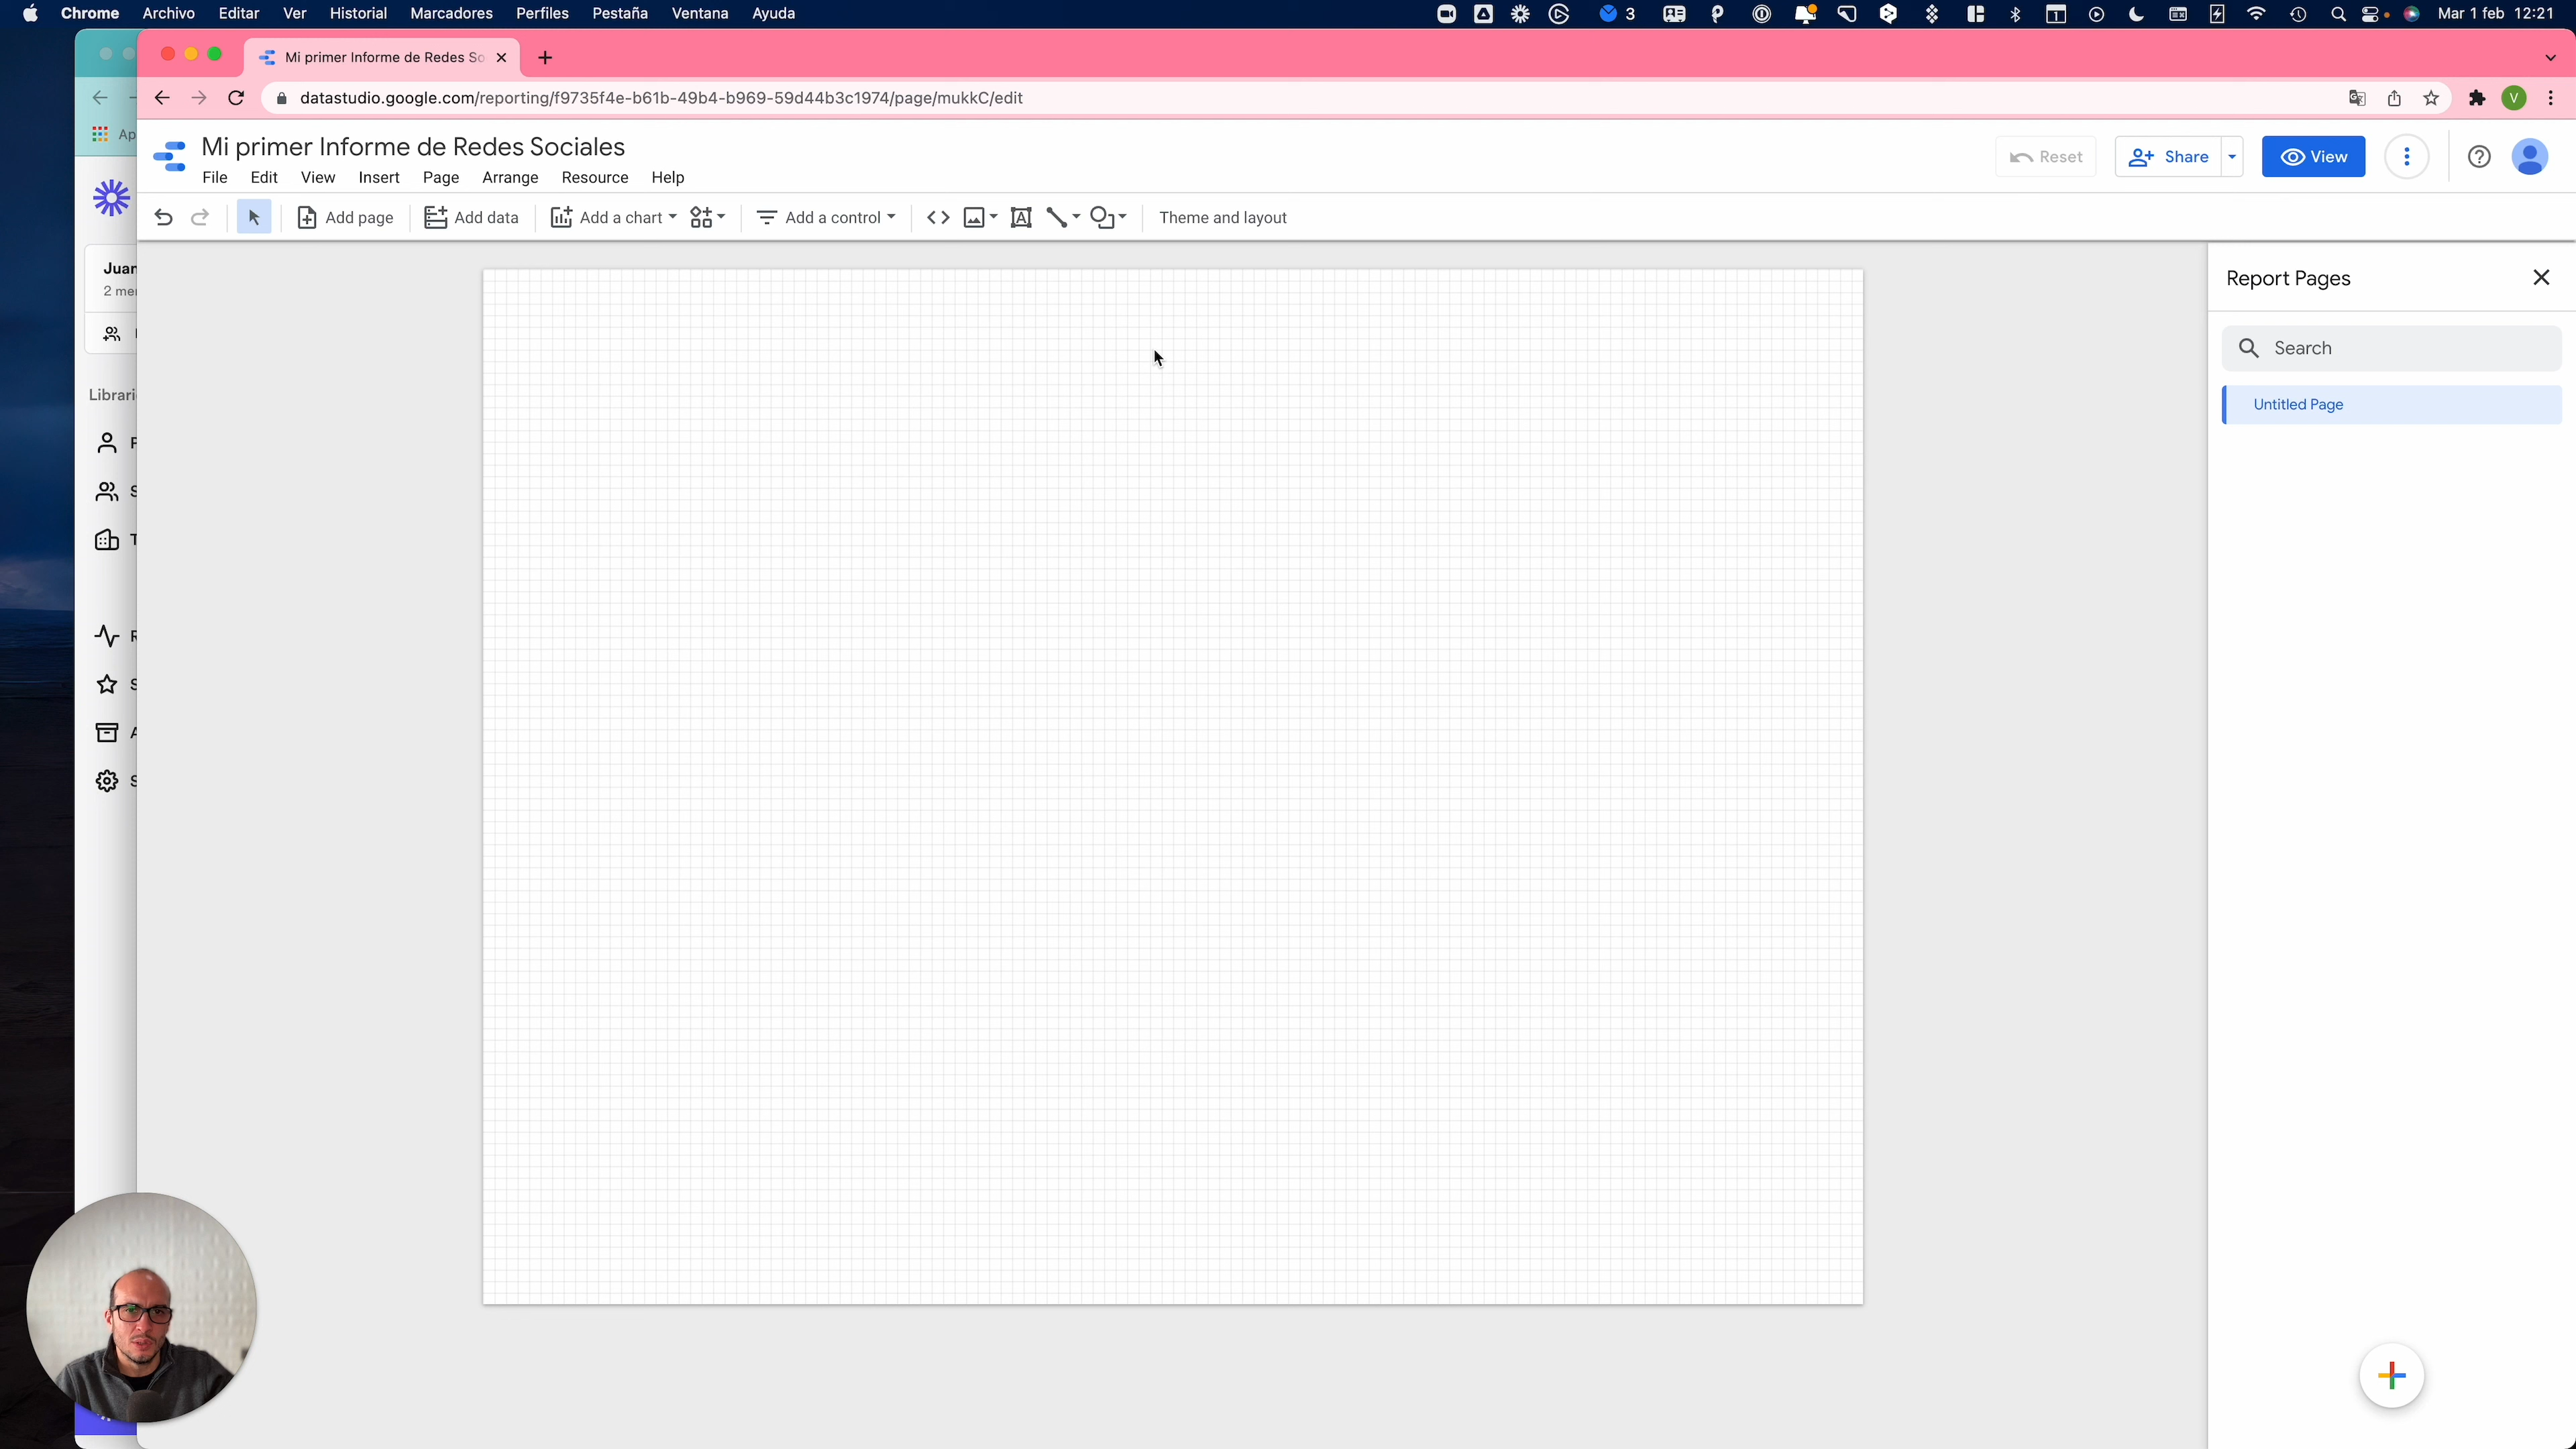 Chrome Archivo Editar Ver Historial Marcadores Perfiles Pestaña Ventana Ayuda
3
1
Mar 1 feb 12:21
Mi primer Informe de Redes So
datastudio.google.com/reporting/f9735f4e-b61b-49b4-b969-59d44b3c1974/page/mukkC/edit
V
Ap
Mi primer Informe de Redes Sociales
Reset
Share
View
File Edit View Insert Page Arrange Resource Help
Add page
Add data
Add a chart
Add a control
Theme and layout
Juan
2 me
Librari
S
T
S
A
S
Report Pages
Search
Untitled Page